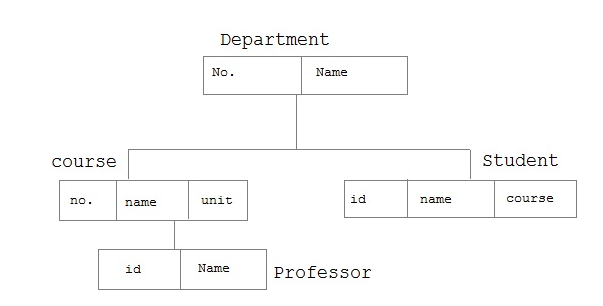 Department
No. Name
course
Student
no. name unit
id name course
id Name
Professor